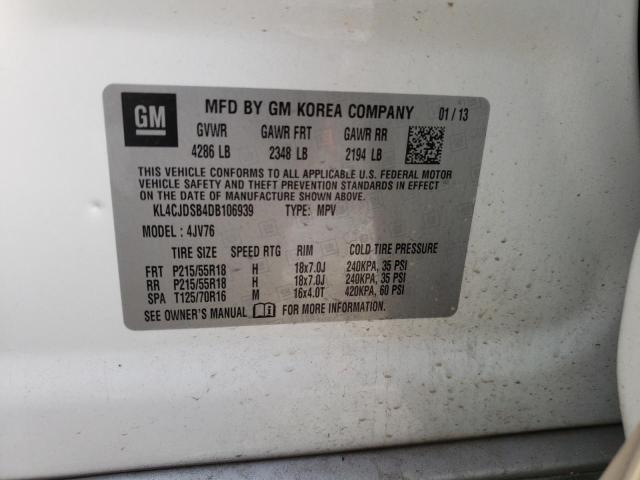 GM MFD BY GM KOREA COMPANY 01 / 13
GVWR GAWR FRT GAWR RR
4286 LB 2348 LB 2194 LB
THIS VEHICLE CONFORMS TO ALL APPLICABLE U.S. FEDERAL MOTOR
VEHICLE SAFETY AND THEFT PREVENTION STANDARDS IN EFFECT
ON THE DATE OF MANUFACTURE SHOWN ABOVE.
KL4CJDSB4DB106939 TYPE: MPV
MODEL : 4JV76
TIRE SIZE SPEED RTG RIM COLD TIRE PRESSURE
FRT P215/55R18 H 18x7.0J 240KPA, 35 PSI
RR P215/55R18 H 18x7.0J 240KPA, 35 PSI
SPA T125/70R16 M 16x4.0T 420KPA, 60 PSI
SEE OWNER'S MANUAL FOR MORE INFORMATION.